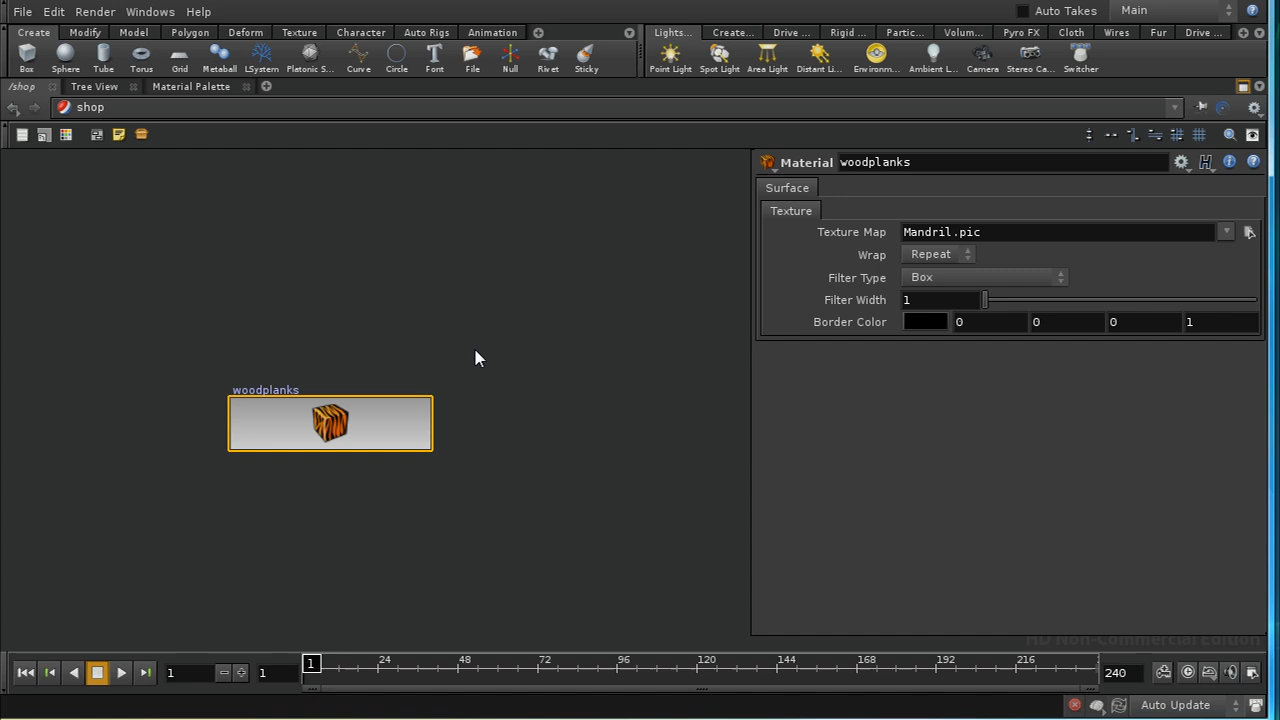 File Edit Render Windows Help Auto Takes Main
Create Modify Model Polygon Deform Texture Character Auto Rigs Animation Lights... Create... Drive ... Rigid ... Partic... Volum... Pyro FX Cloth Wires Fur Drive ...
Box Sphere Tube Torus Grid Metaball LSystem Platonic S... Curve Circle Font File Null Rivet Sticky Point Light Spot Light Area Light Distant Li... Environm... Ambient L... Camera Stereo Ca... Switcher
/shop Tree View Material Palette
shop
Material woodplanks
Surface
Texture
Texture Map Mandril.pic
Wrap Repeat
Filter Type Box
Filter Width 1
Border Color 0 0 0 1
woodplanks
HD Non-Commercial Edition
1 1 1 24 48 72 96 120 144 168 192 216 240
Auto Update